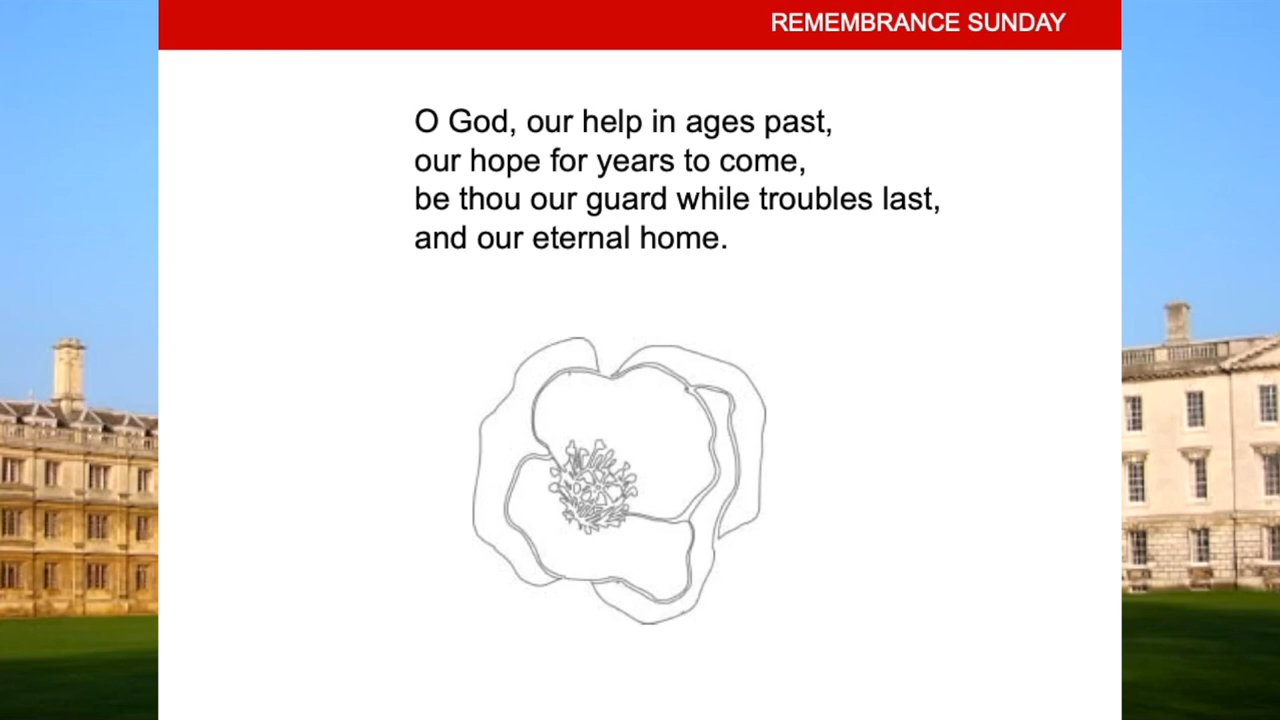 REMEMBRANCE SUNDAY
O God, our help in ages past,
our hope for years to come,
be thou our guard while troubles last,
and our eternal home.